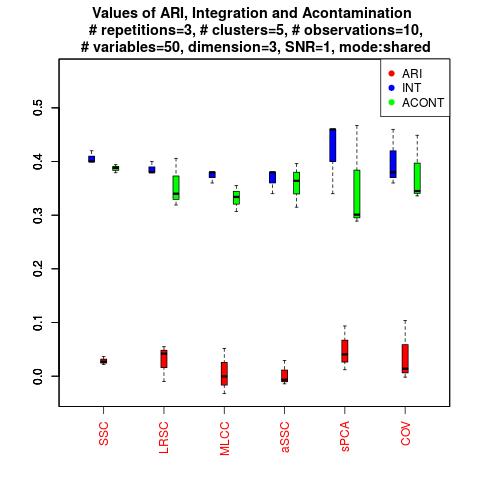 Values of ARI, Integration and Acontamination
# repetitions=3, # clusters=5, # observations=10,
# variables=50, dimension=3, SNR=1, mode:shared
ARI
INT
ACONT
0.5
0.4
0.3
0.2
0.1
0.0
SSC
LRSC
MLCC
aSSC
sPCA
COV